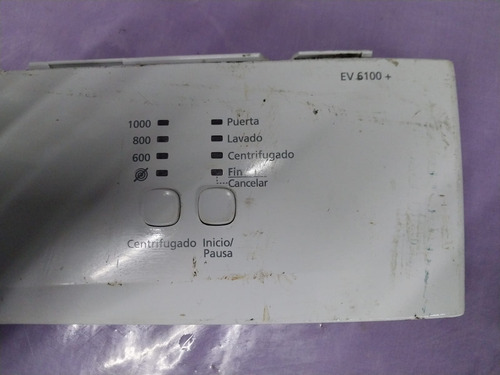 EV 6100 +
1000
Puerta
800
Lavado
600
Centrifugado
Fin
Cancelar
Centrifugado
Inicio/
Pausa